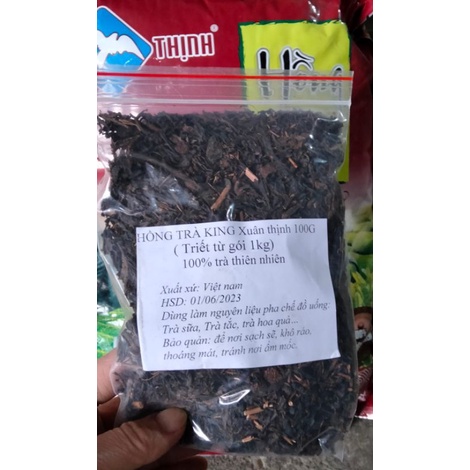 THỊNH
Hồng
HỒNG TRÀ KING Xuân thịnh 100G
( Triết từ gói 1kg)
100% trà thiên nhiên
Xuất xứ: Việt nam
HSD: 01/06/2023
Dùng làm nguyên liệu pha chế đồ uống.
Trà sữa, Trà tắc, trà hoa quả...
Bảo quản: để nơi sạch sẽ, khô ráo,
thoáng mát, tránh nơi ẩm mốc.